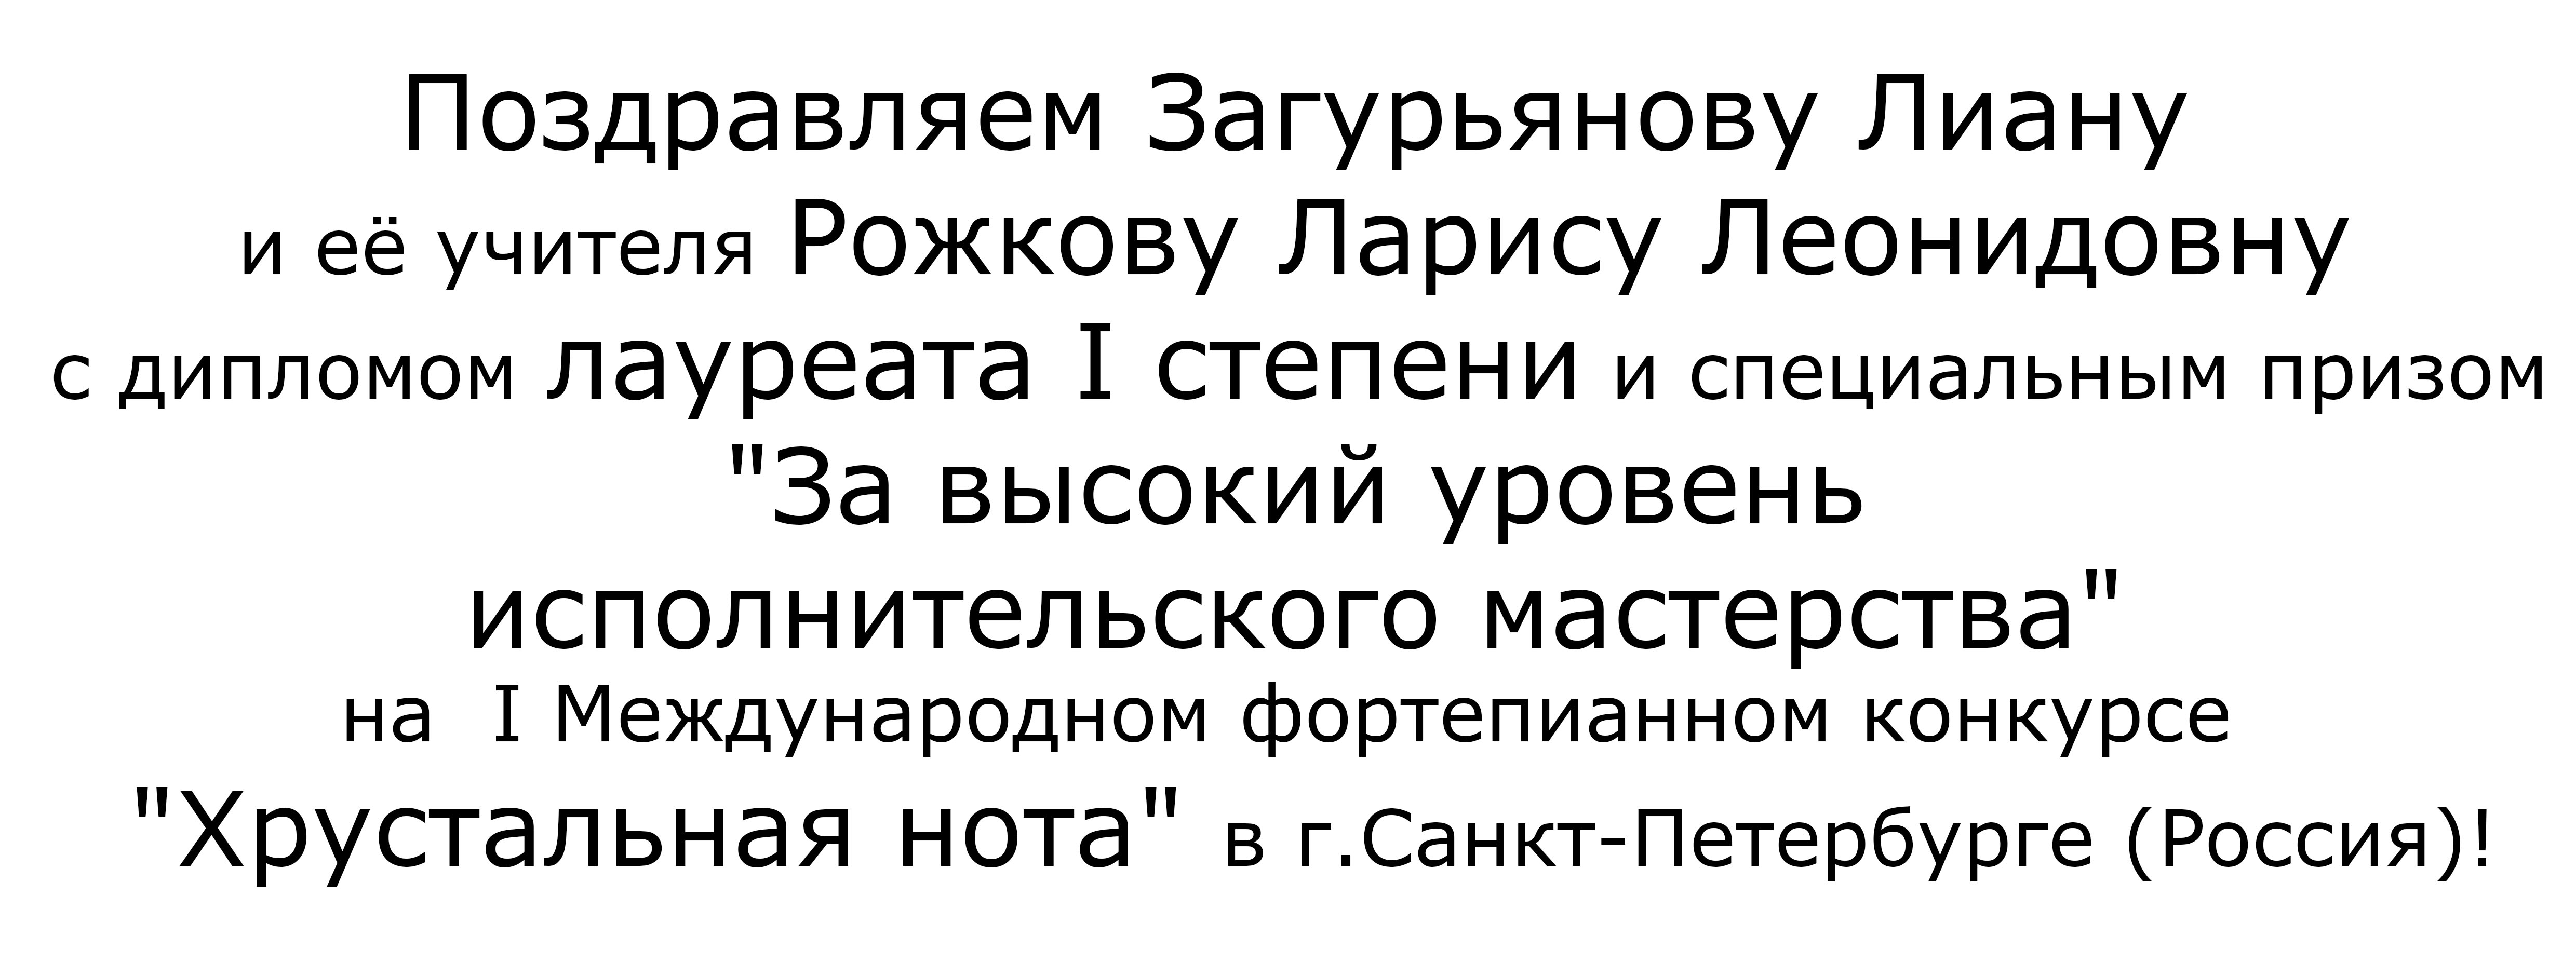 Поздравляем Загурьянову Лиану
и её учителя Рожкову Ларису Леонидовну
с дипломом лауреата I степени и специальным призом
"За высокий уровень
исполнительского мастерства"
на  I Международном фортепианном конкурсе
"Хрустальная нота" в г.Санкт-Петербурге (Россия)!